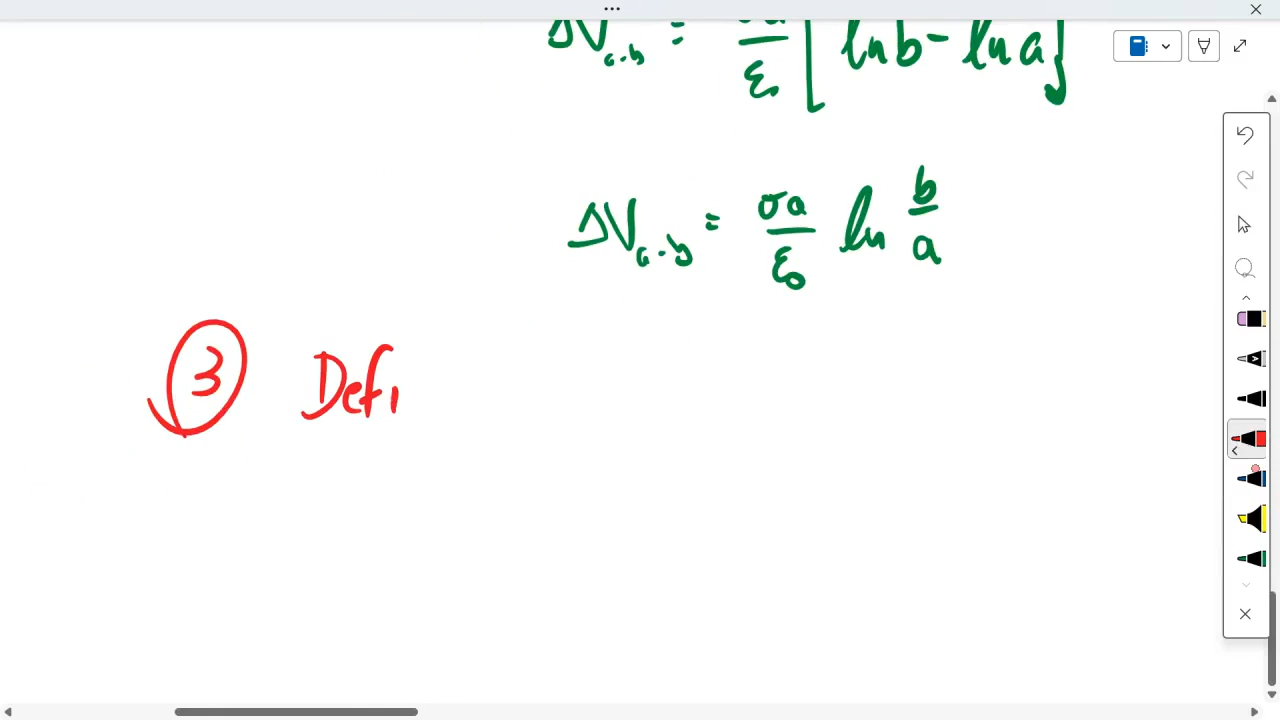 ΔV_{a-b} = σa/ε₀ [ln b - ln a]
ΔV_{a-b} = σa/ε₀ ln b/a
③ Defi